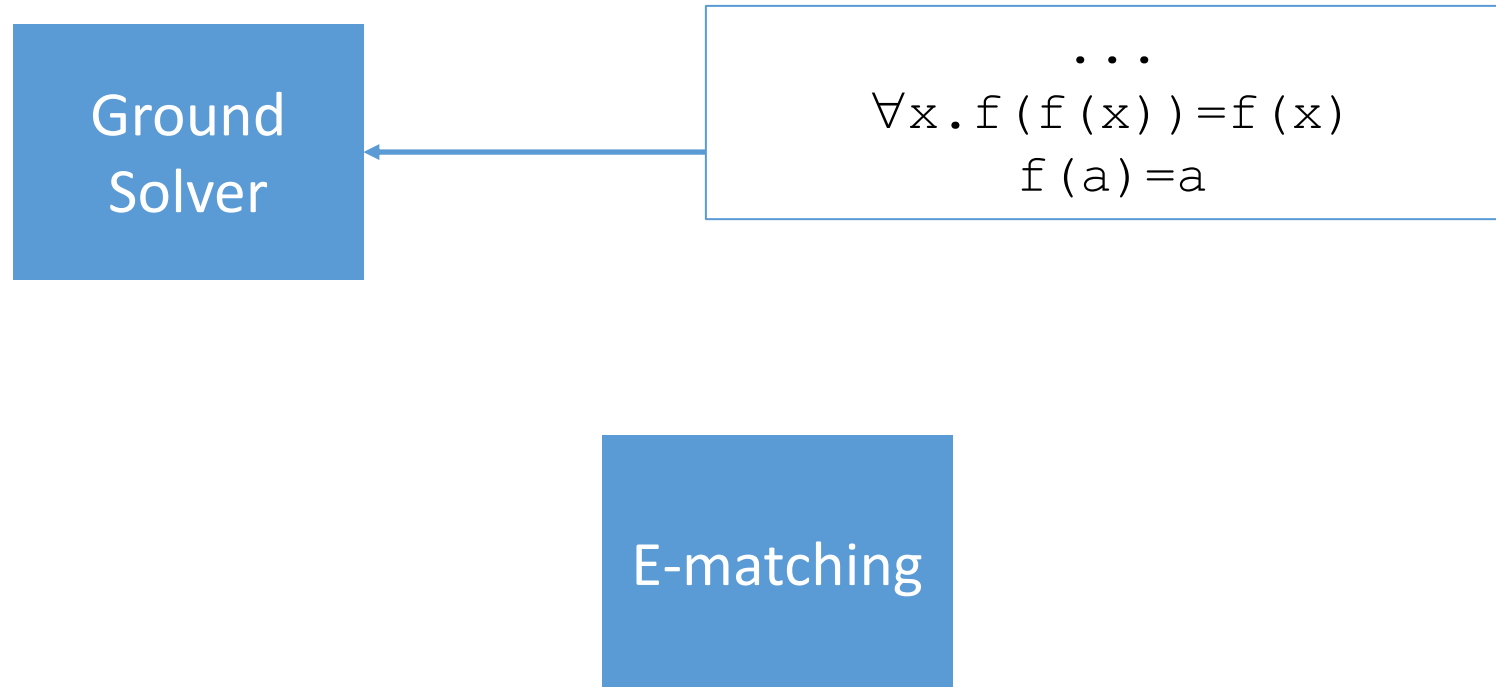 Ground
Solver
...
∀x.f(f(x))=f(x)
f(a)=a
E-matching